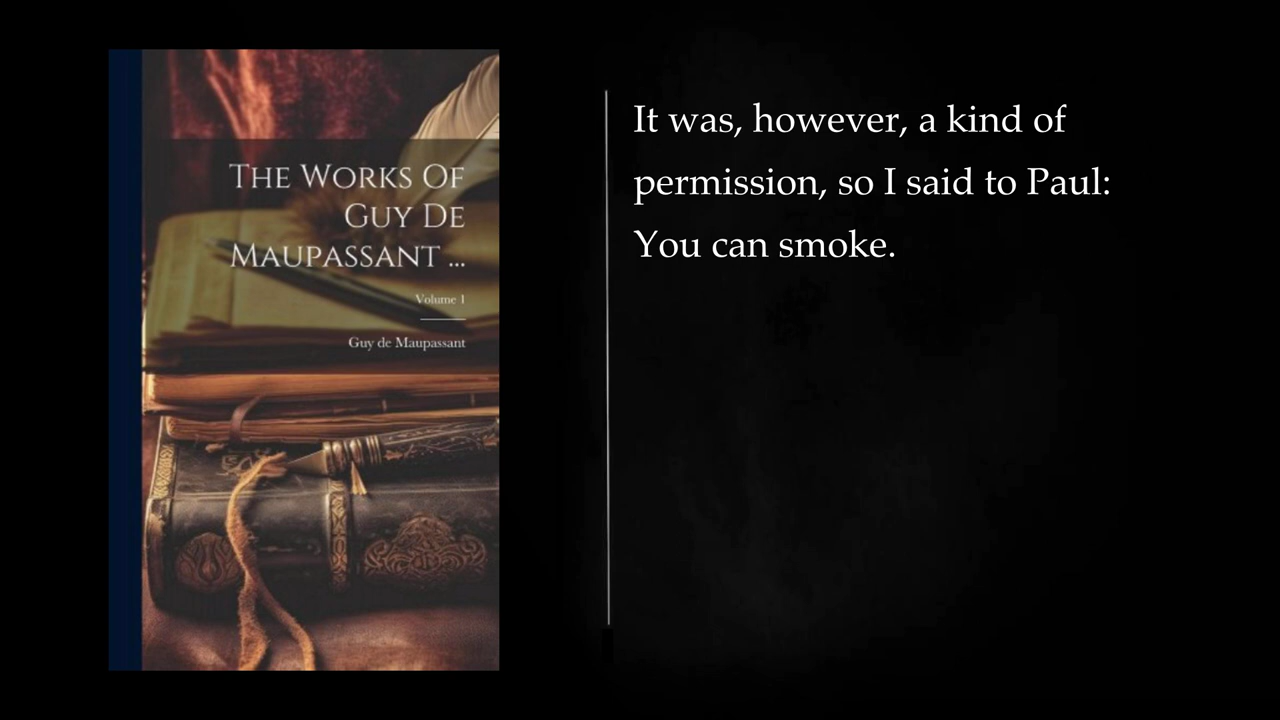 THE WORKS OF
GUY DE
MAUPASSANT ...
Volume 1
Guy de Maupassant
It was, however, a kind of
permission, so I said to Paul:
You can smoke.